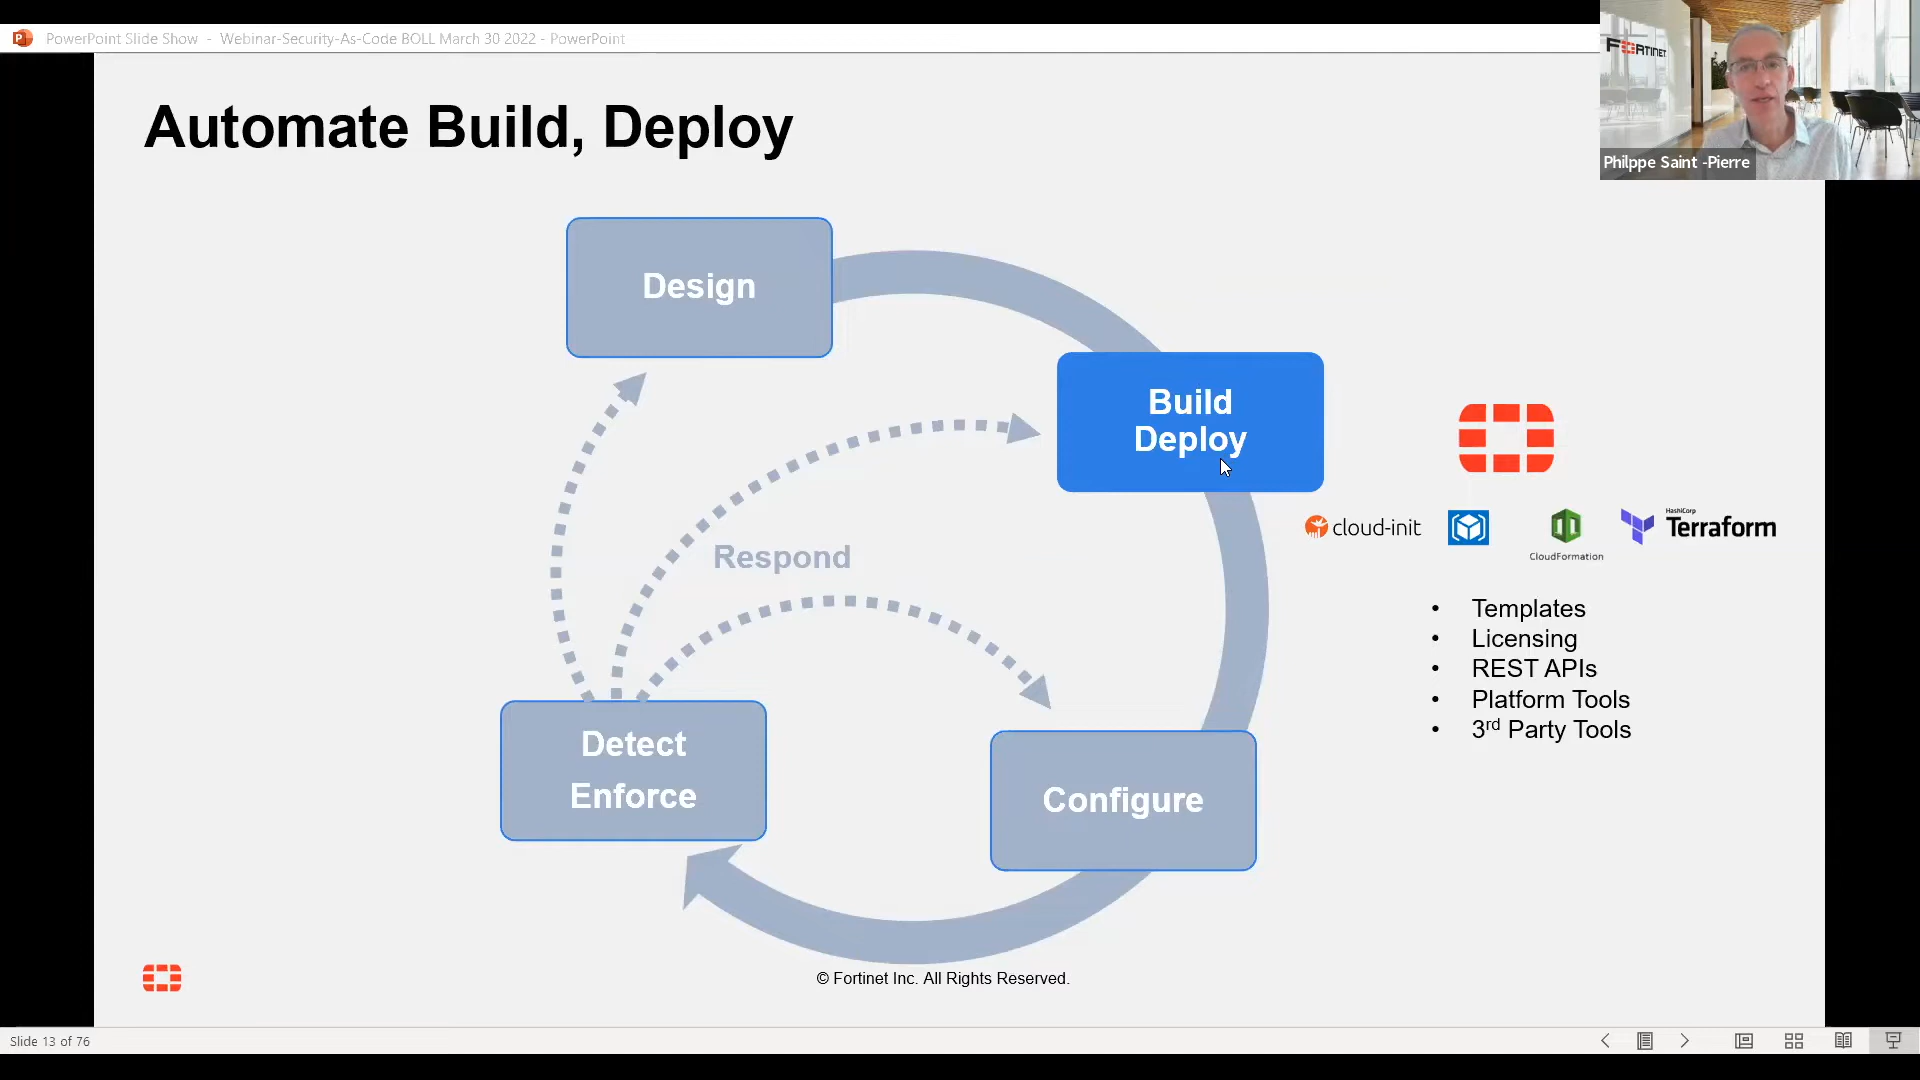 PowerPoint Slide Show - Webinar-Security-As-Code BOLL March 30 2022 - PowerPoint
FORTINET
Philppe Saint -Pierre
Automate Build, Deploy
Design
Build
Deploy
cloud-init
CloudFormation
HashiCorp
Terraform
Respond
• Templates
• Licensing
• REST APIs
• Platform Tools
• 3rd Party Tools
Detect
Enforce
Configure
© Fortinet Inc. All Rights Reserved.
Slide 13 of 76